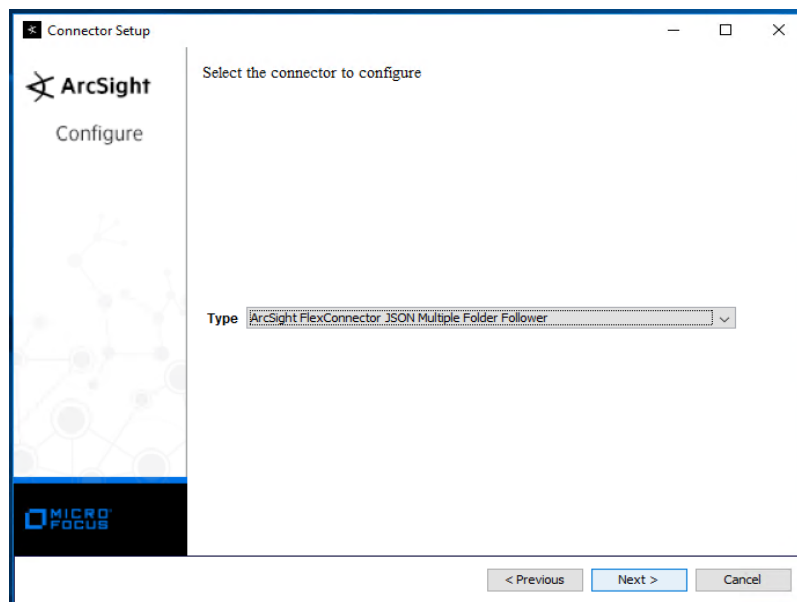 Connector Setup
ArcSight
Configure
Select the connector to configure
Type ArcSight FlexConnector JSON Multiple Folder Follower
MICRO
FOCUS
< Previous Next > Cancel